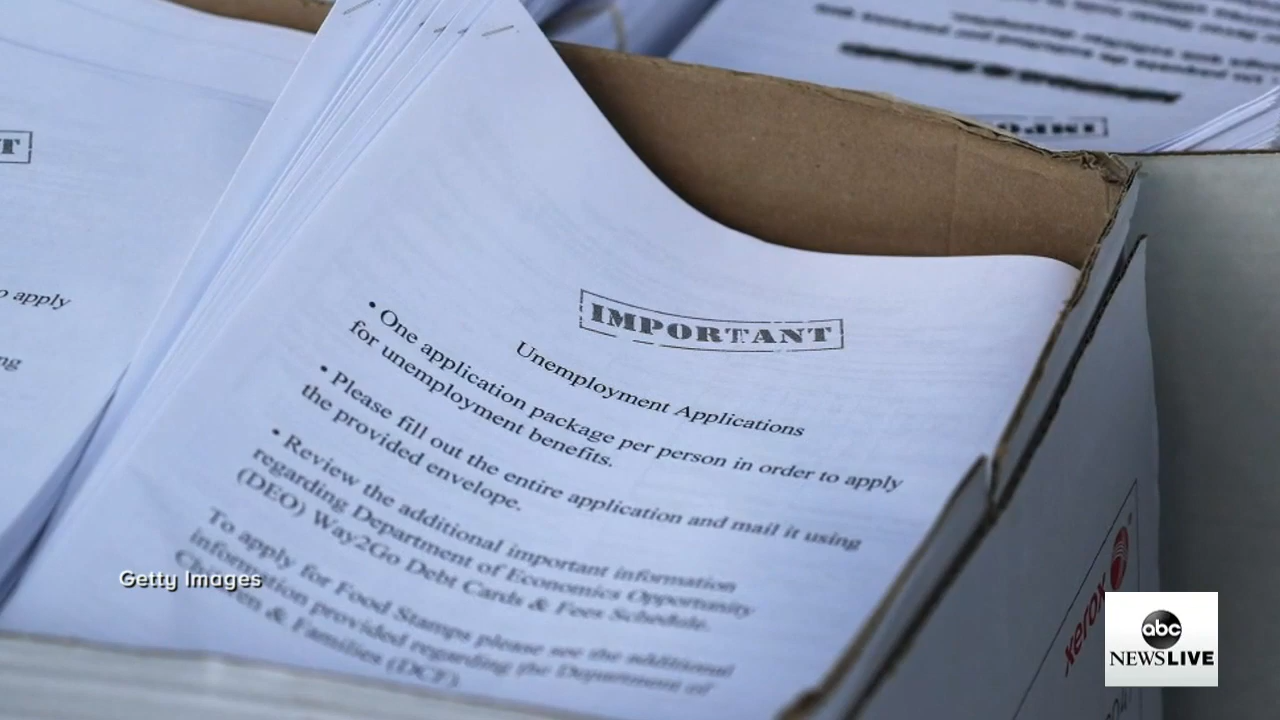 IMPORTANT
Unemployment Applications
• One application package per person in order to apply
for unemployment benefits.
• Please fill out the entire application and mail it using
the provided envelope.
• Review the additional important information
regarding Department of Economics Opportunity
(DEO) Way2Go Debt Cards & Fees Schedule.
To apply for Food Stamps please see the additional
information provided regarding the Department of
Children & Families (DCF)
o apply
ng
T
Getty Images
xerox
abc
NEWSLIVE